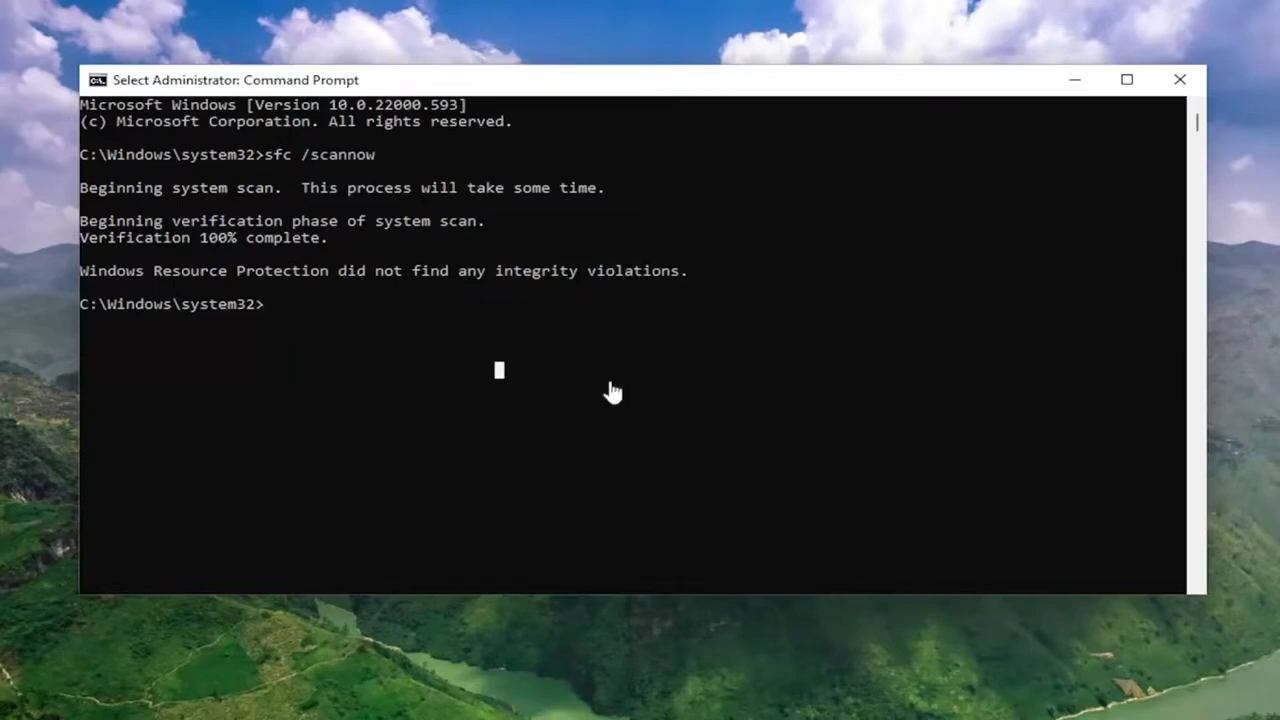 Select Administrator: Command Prompt
Microsoft Windows [Version 10.0.22000.593]
(c) Microsoft Corporation. All rights reserved.
C:\Windows\system32>sfc /scannow
Beginning system scan.  This process will take some time.
Beginning verification phase of system scan.
Verification 100% complete.
Windows Resource Protection did not find any integrity violations.
C:\Windows\system32>